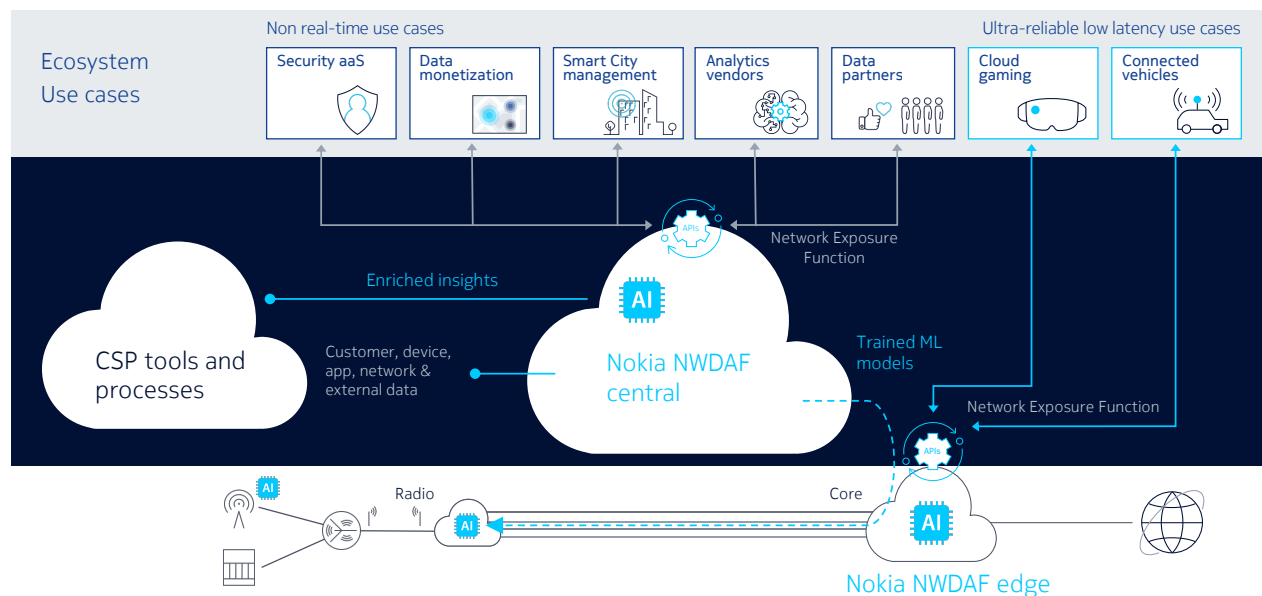 Non real-time use cases
Ultra-reliable low latency use cases
Ecosystem
Use cases
Security aaS
Data
monetization
Smart City
management
Analytics
vendors
Data
partners
Cloud
gaming
Connected
vehicles
APIs
Network Exposure
Function
Enriched insights
AI
CSP tools and
processes
Customer, device,
app, network &
external data
Nokia NWDAF
central
Trained ML
models
Network Exposure Function
APIs
AI
Radio
Core
AI
AI
Nokia NWDAF edge